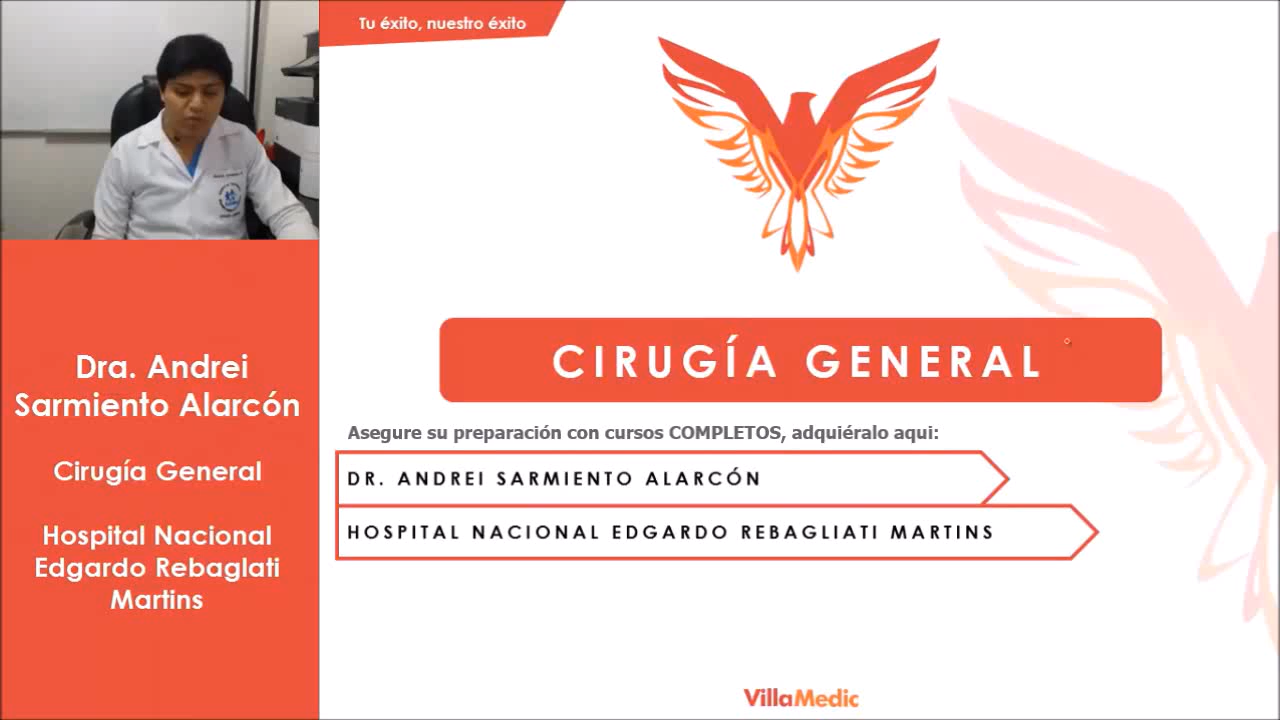 Tu éxito, nuestro éxito
Dra. Andrei
Sarmiento Alarcón
Cirugía General
Hospital Nacional
Edgardo Rebaglati
Martins
CIRUGÍA GENERAL
Asegure su preparación con cursos COMPLETOS, adquiéralo aqui:
DR. ANDREI SARMIENTO ALARCÓN
HOSPITAL NACIONAL EDGARDO REBAGLIATI MARTINS
VillaMedic